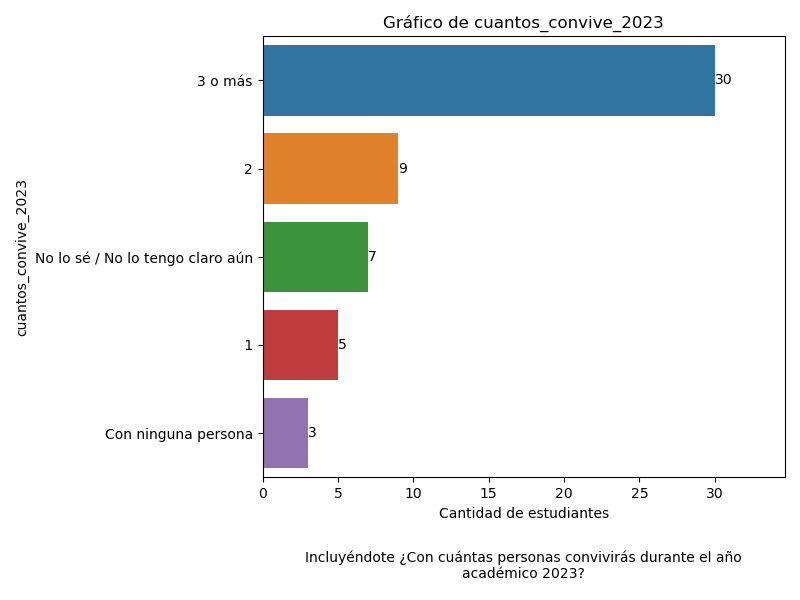 Gráfico de cuantos_convive_2023
cuantos_convive_2023
3 o más
30
2
9
No lo sé / No lo tengo claro aún
7
1
5
Con ninguna persona
3
0 5 10 15 20 25 30
Cantidad de estudiantes
Incluyéndote ¿Con cuántas personas convivirás durante el año
académico 2023?